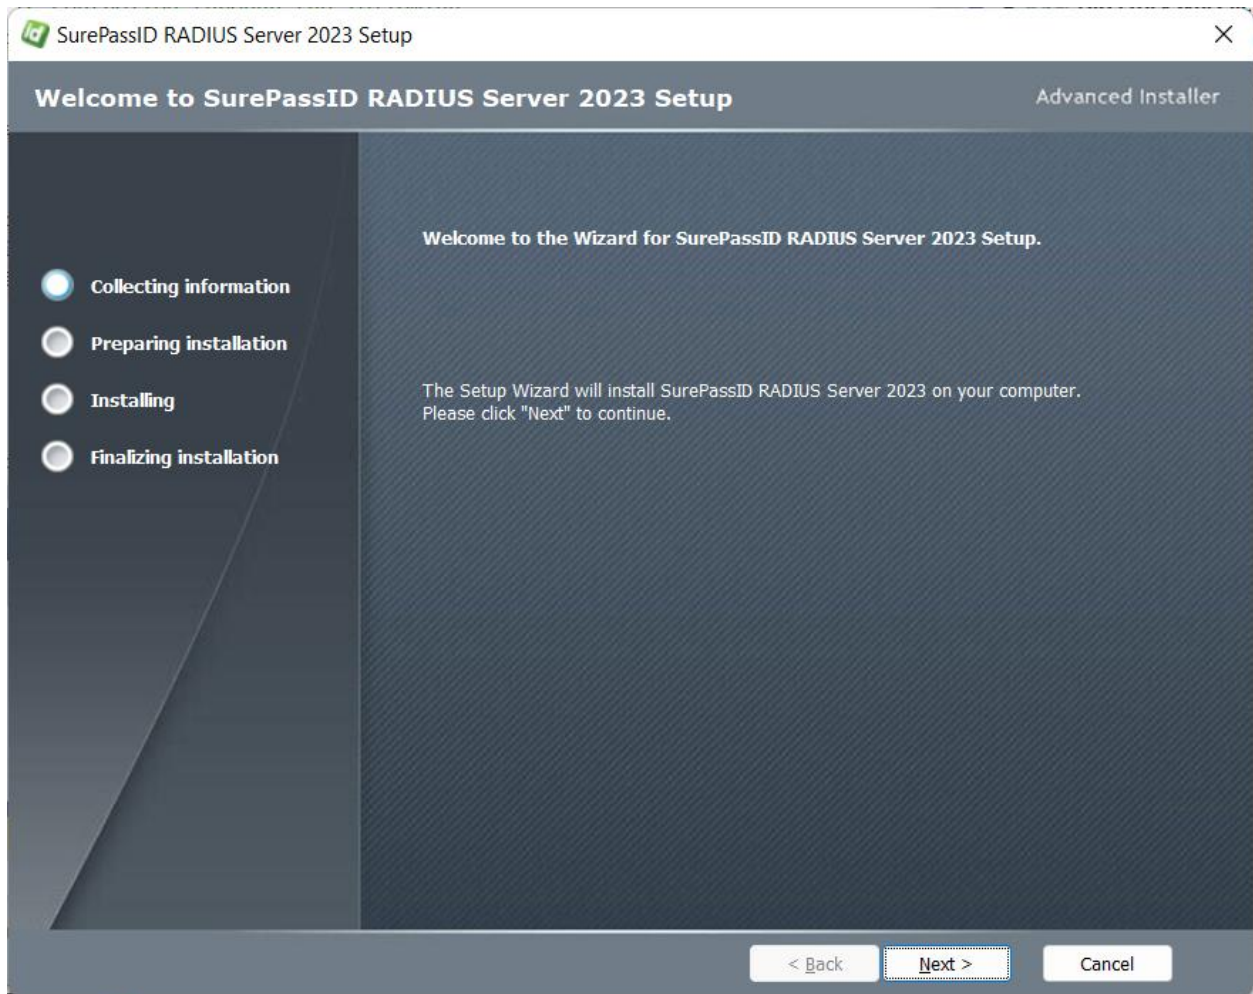 SurePassID RADIUS Server 2023 Setup
Welcome to SurePassID RADIUS Server 2023 Setup
Advanced Installer
Welcome to the Wizard for SurePassID RADIUS Server 2023 Setup.
Collecting information
Preparing installation
Installing
Finalizing installation
The Setup Wizard will install SurePassID RADIUS Server 2023 on your computer.
Please click "Next" to continue.
< Back
Next >
Cancel